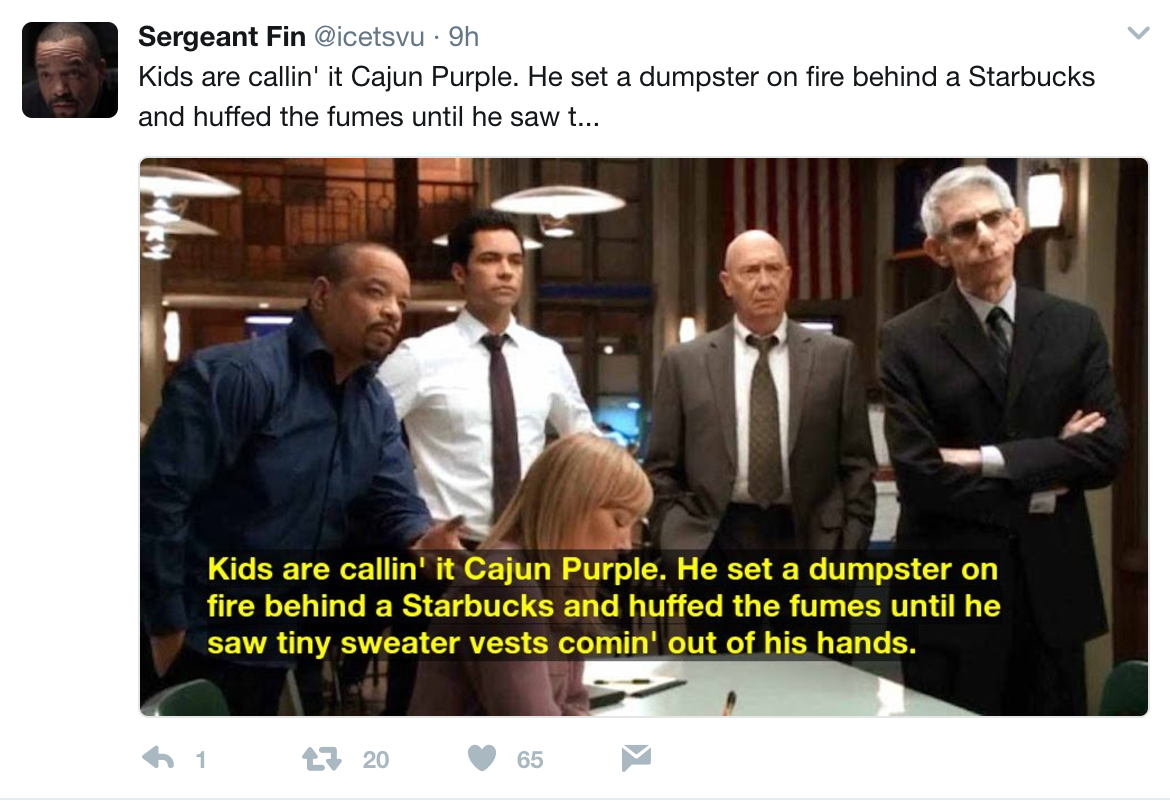 Sergeant Fin @icetsvu · 9h
Kids are callin' it Cajun Purple. He set a dumpster on fire behind a Starbucks
and huffed the fumes until he saw t...
Kids are callin' it Cajun Purple. He set a dumpster on
fire behind a Starbucks and huffed the fumes until he
saw tiny sweater vests comin' out of his hands.
1 20 65